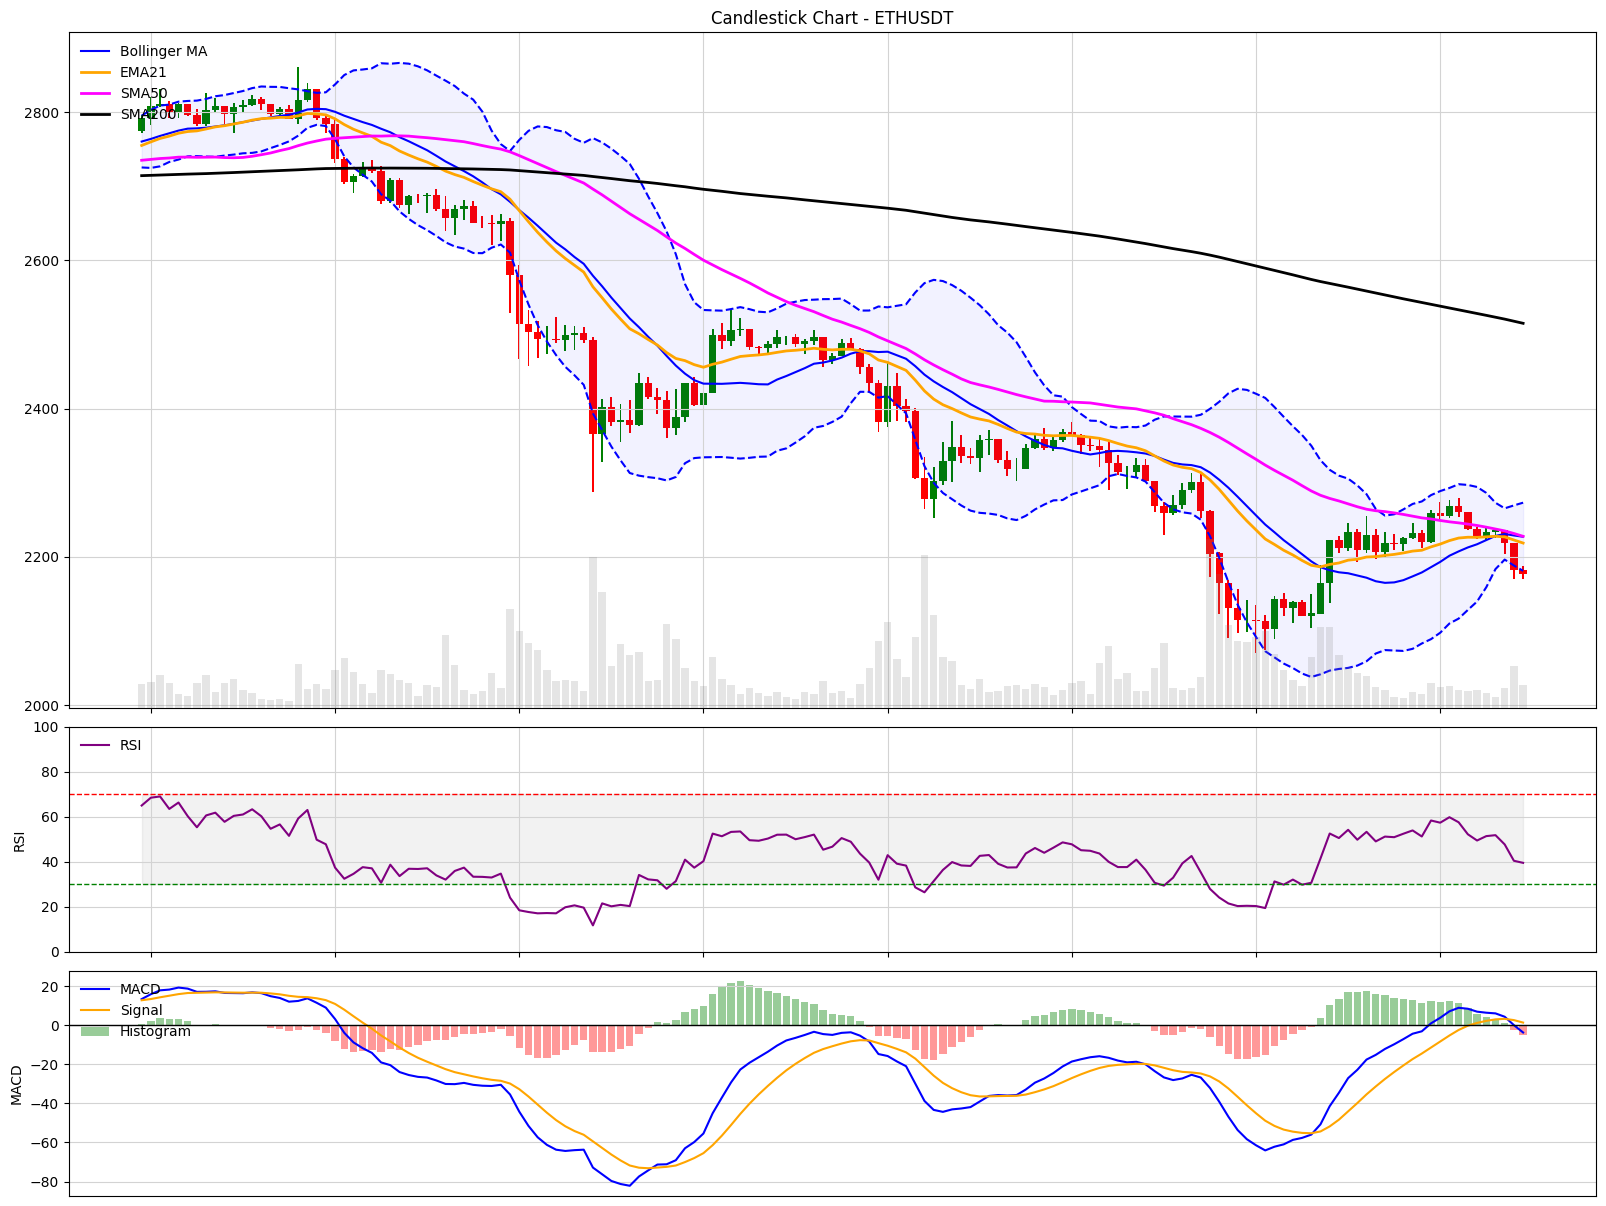 Candlestick Chart - ETHUSDT
Bollinger MA
EMA21
SMA50
SMA200
2800
2600
2400
2200
2000
100
80
60
40
20
0
RSI
RSI
20
0
−20
−40
−60
−80
MACD
MACD
Signal
Histogram